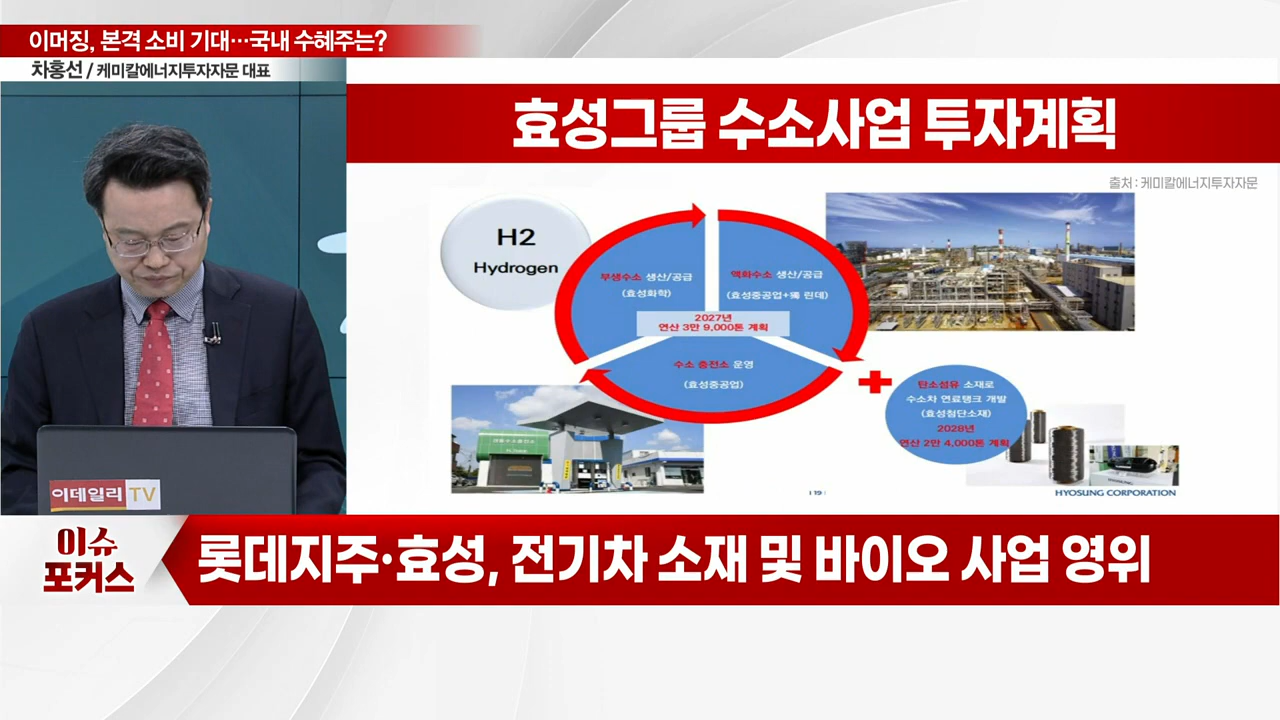 이머징, 본격 소비 기대…국내 수혜주는?
차홍선 / 케미칼에너지투자자문 대표
효성그룹 수소사업 투자계획
출처 : 케미칼에너지투자자문
H2
Hydrogen
부생수소 생산/공급
(효성화학)
액화수소 생산/공급
(효성중공업+獨 린데)
2027년
연산 3만 9,000톤 계획
수소 충전소 운영
(효성중공업)
탄소섬유 소재로
수소차 연료탱크 개발
(효성첨단소재)
2028년
연산 2만 4,000톤 계획
HYOSUNG
| 19 |
HYOSUNG CORPORATION
이데일리 TV
이슈
포커스
롯데지주·효성, 전기차 소재 및 바이오 사업 영위